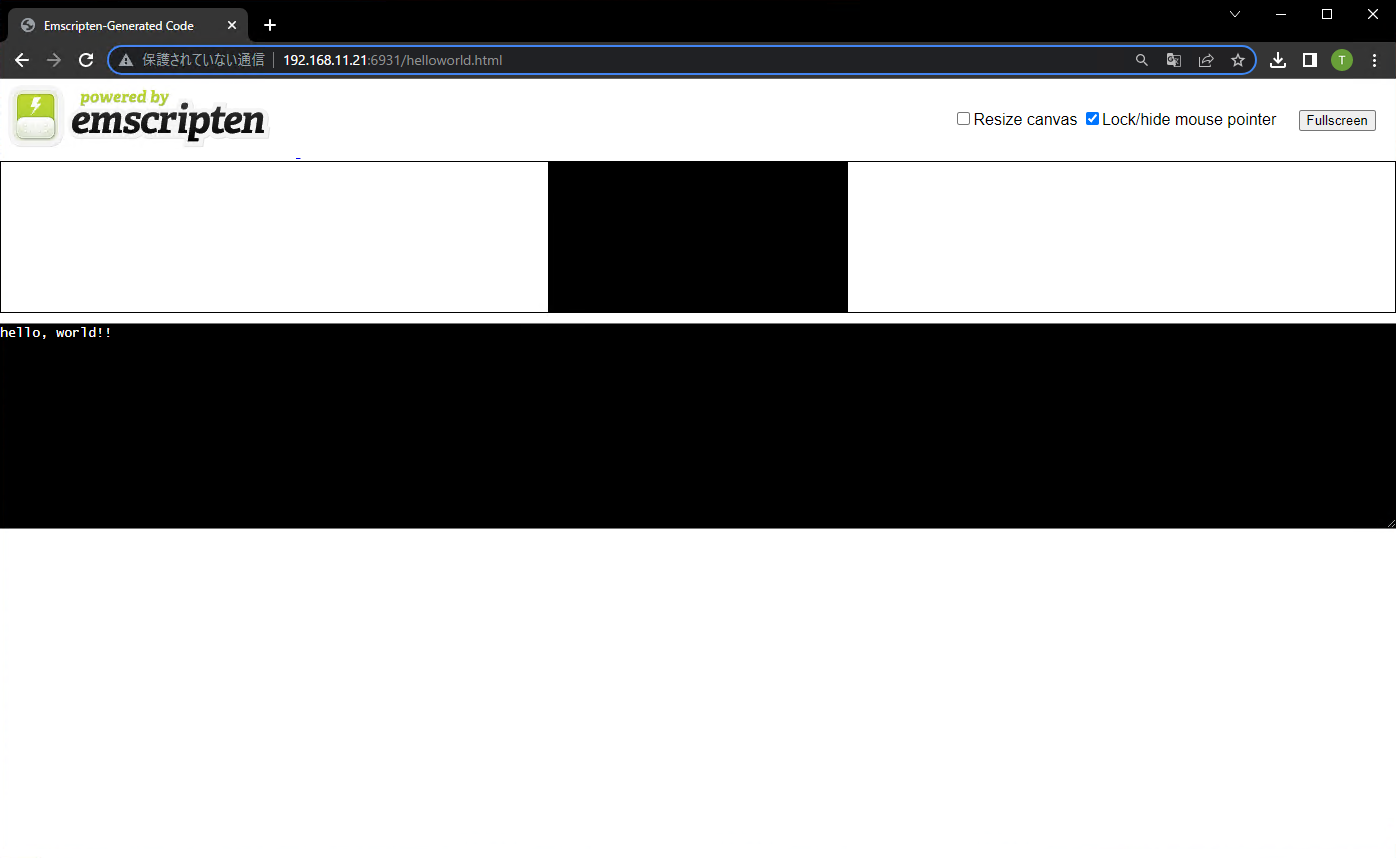 Emscripten-Generated Code
保護されていない通信 192.168.11.21:6931/helloworld.html
T
powered by
emscripten
Resize canvas Lock/hide mouse pointer Fullscreen
hello, world!!